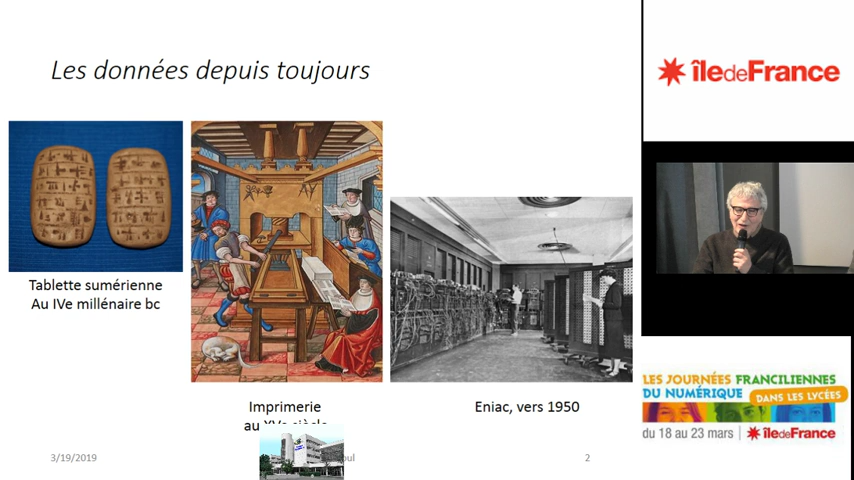 Les données depuis toujours
Tablette sumérienne
Au IVe millénaire bc
Imprimerie
au XVe siècle
Eniac, vers 1950
3/19/2019
2
îledeFrance
LES JOURNÉES FRANCILIENNES
DU NUMÉRIQUE DANS LES LYCÉES
du 18 au 23 mars | îledeFrance